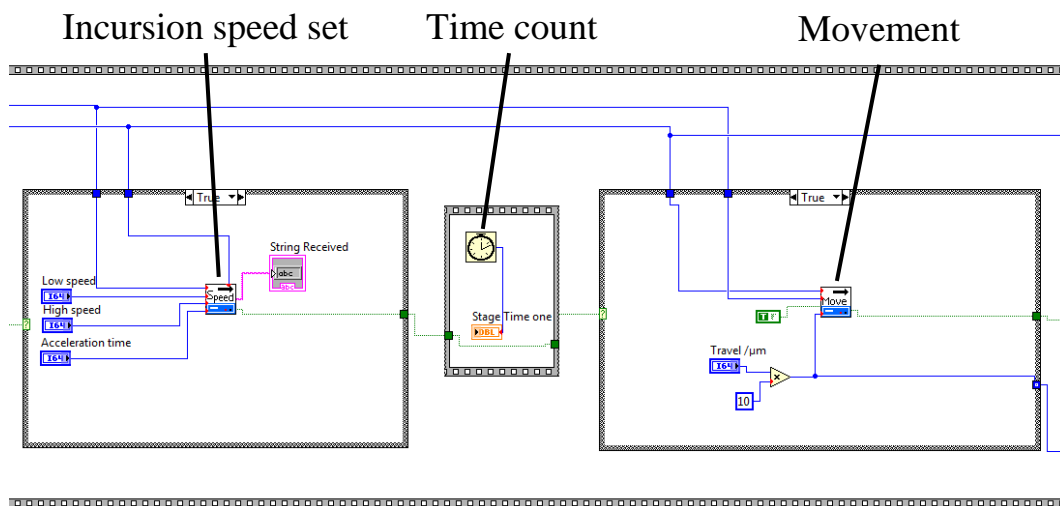 Incursion speed set
Time count
Movement
True
True
String Received
abc
abc
Low speed
I64
Speed
High speed
I64
Acceleration time
I64
?
Stage Time one
DBL
?
Move
T F
Travel /µm
I64
×
10